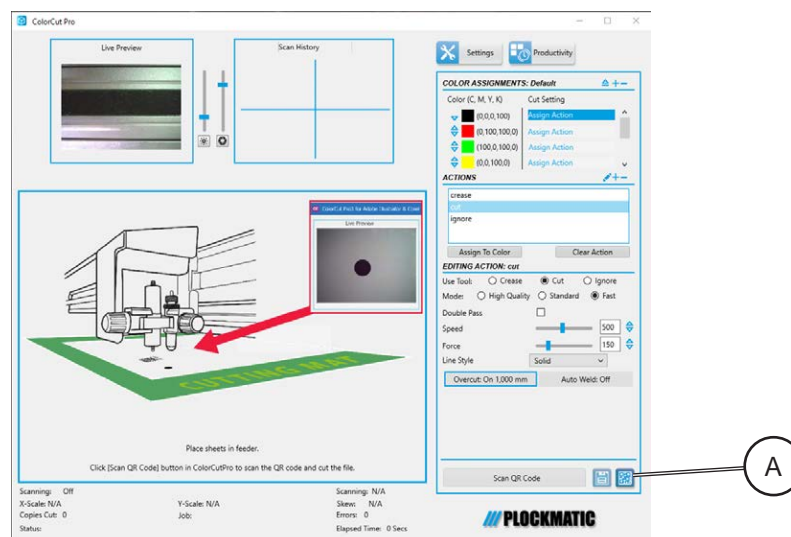 ColorCut Pro
Live Preview
Scan History
Settings
Productivity
COLOR ASSIGNMENTS: Default
Color (C, M, Y, K) Cut Setting
(0,0,0,100) Assign Action
(0,100,100,0) Assign Action
(100,0,100,0) Assign Action
(0,0,100,0) Assign Action
ACTIONS
crease
cut
ignore
Assign To Color Clear Action
EDITING ACTION: cut
Use Tool: Crease Cut Ignore
Mode: High Quality Standard Fast
Double Pass
Speed 500
Force 150
Line Style Solid
Overcut: On 1,000 mm Auto Weld: Off
Live Preview
CUTTING MAT
Place sheets in feeder.
Click [Scan QR Code] button in ColorCutPro to scan the QR code and cut the file.
Scan QR Code
A
Scanning: Off Scanning: N/A
X-Scale: N/A Y-Scale: N/A Skew: N/A
Copies Cut: 0 Job: Errors: 0
Status: Elapsed Time: 0 Secs
PLOCKMATIC